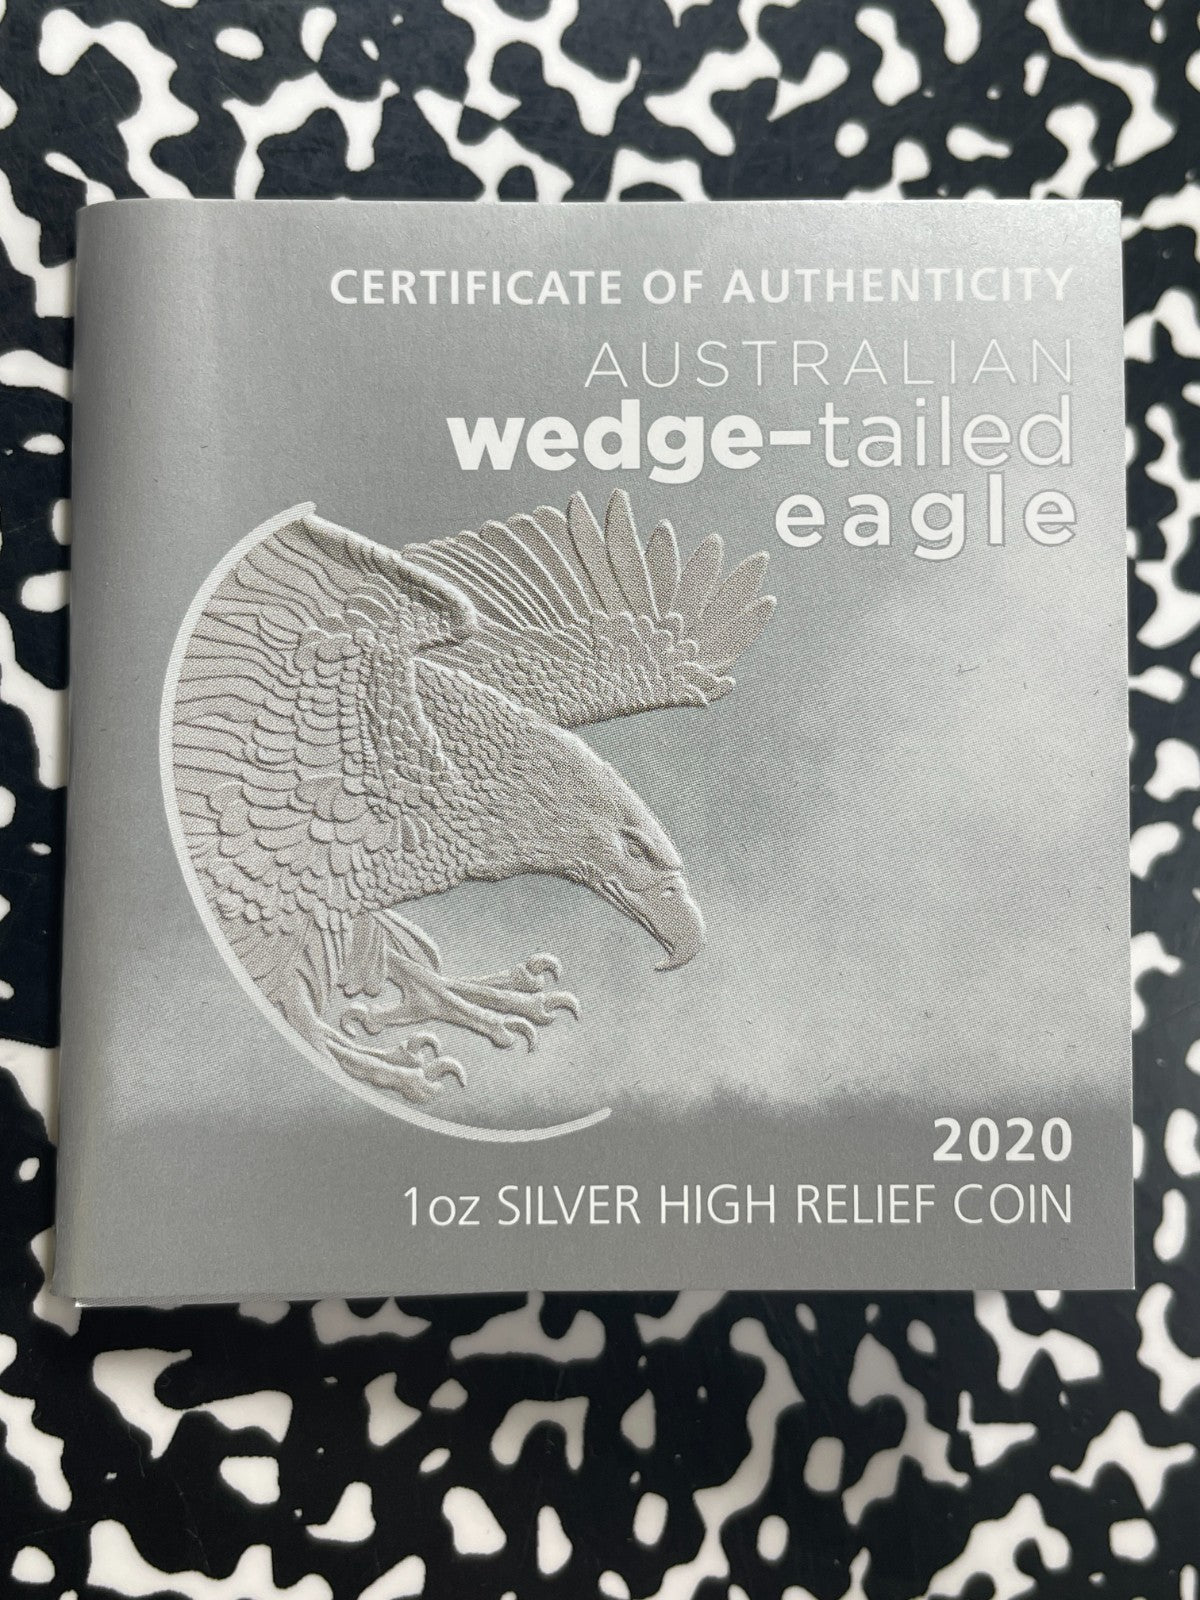 CERTIFICATE OF AUTHENTICITY
AUSTRALIAN
wedge-tailed
eagle
2020
1oz SILVER HIGH RELIEF COIN